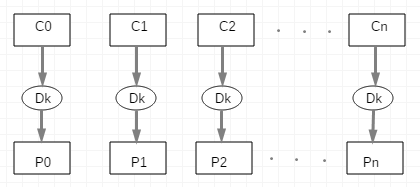 C0 C1 C2 . . . Cn
Dk Dk Dk Dk
P0 P1 P2 . . . Pn